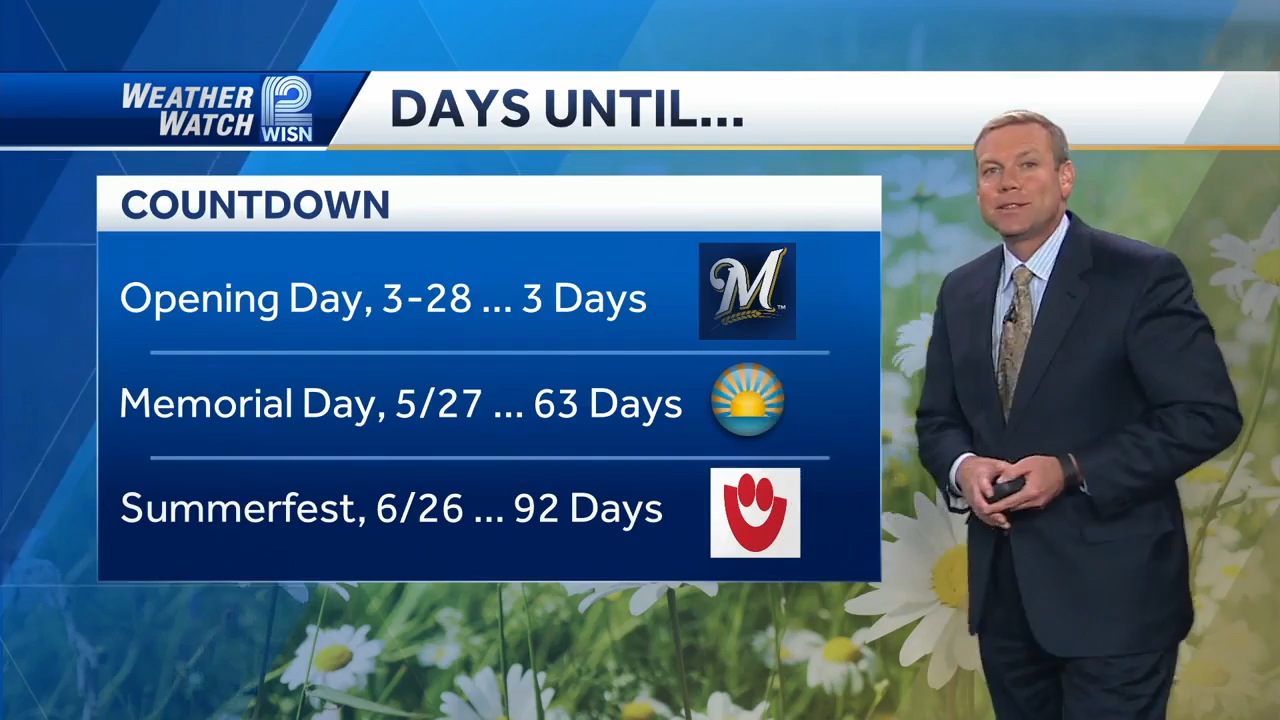 WEATHER
WATCH
12
WISN
DAYS UNTIL...
COUNTDOWN
Opening Day, 3-28 ... 3 Days
M
TM
Memorial Day, 5/27 ... 63 Days
Summerfest, 6/26 ... 92 Days